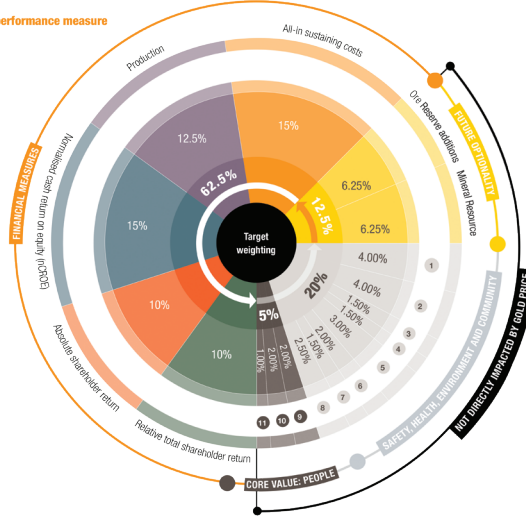 erformance measure
All-in sustaining costs
Production
Ore Reserve additions
Mineral Resource
Normalised cash return on
equity (nCROE)
Absolute shareholder return
Relative total shareholder return
FINANCIAL MEASURES
FUTURE OPTIONALITY
SAFETY, HEALTH, ENVIRONMENT AND COMMUNITY
NOT DIRECTLY IMPACTED BY GOLD PRICE
CORE VALUE: PEOPLE
Target
weighting
62.5%
12.5%
20%
5%
12.5%
15%
15%
10%
10%
6.25%
6.25%
4.00%
4.00%
1.50%
1.50%
3.00%
2.00%
1.50%
2.50%
2.00%
2.00%
1.00%
1
2
3
4
5
6
7
8
9
10
11